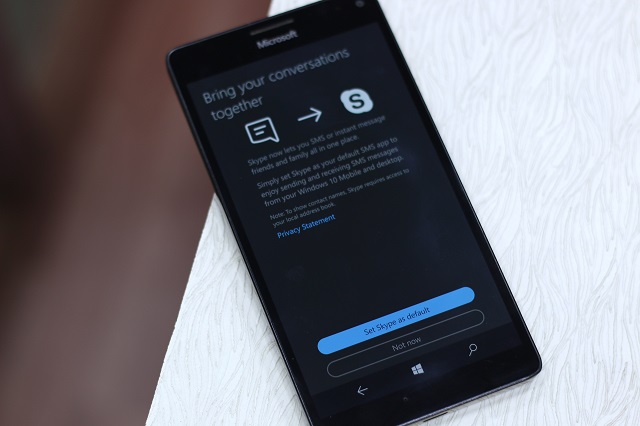 Microsoft
Bring your conversations
together
S
Skype now lets you SMS or instant message
friends and family all in one place.
Simply set Skype as your default SMS app to
enjoy sending and receiving SMS messages
from your Windows 10 Mobile and desktop.
Note: To show contact names, Skype requires access to
your local address book.
Privacy Statement
Set Skype as default
Not now